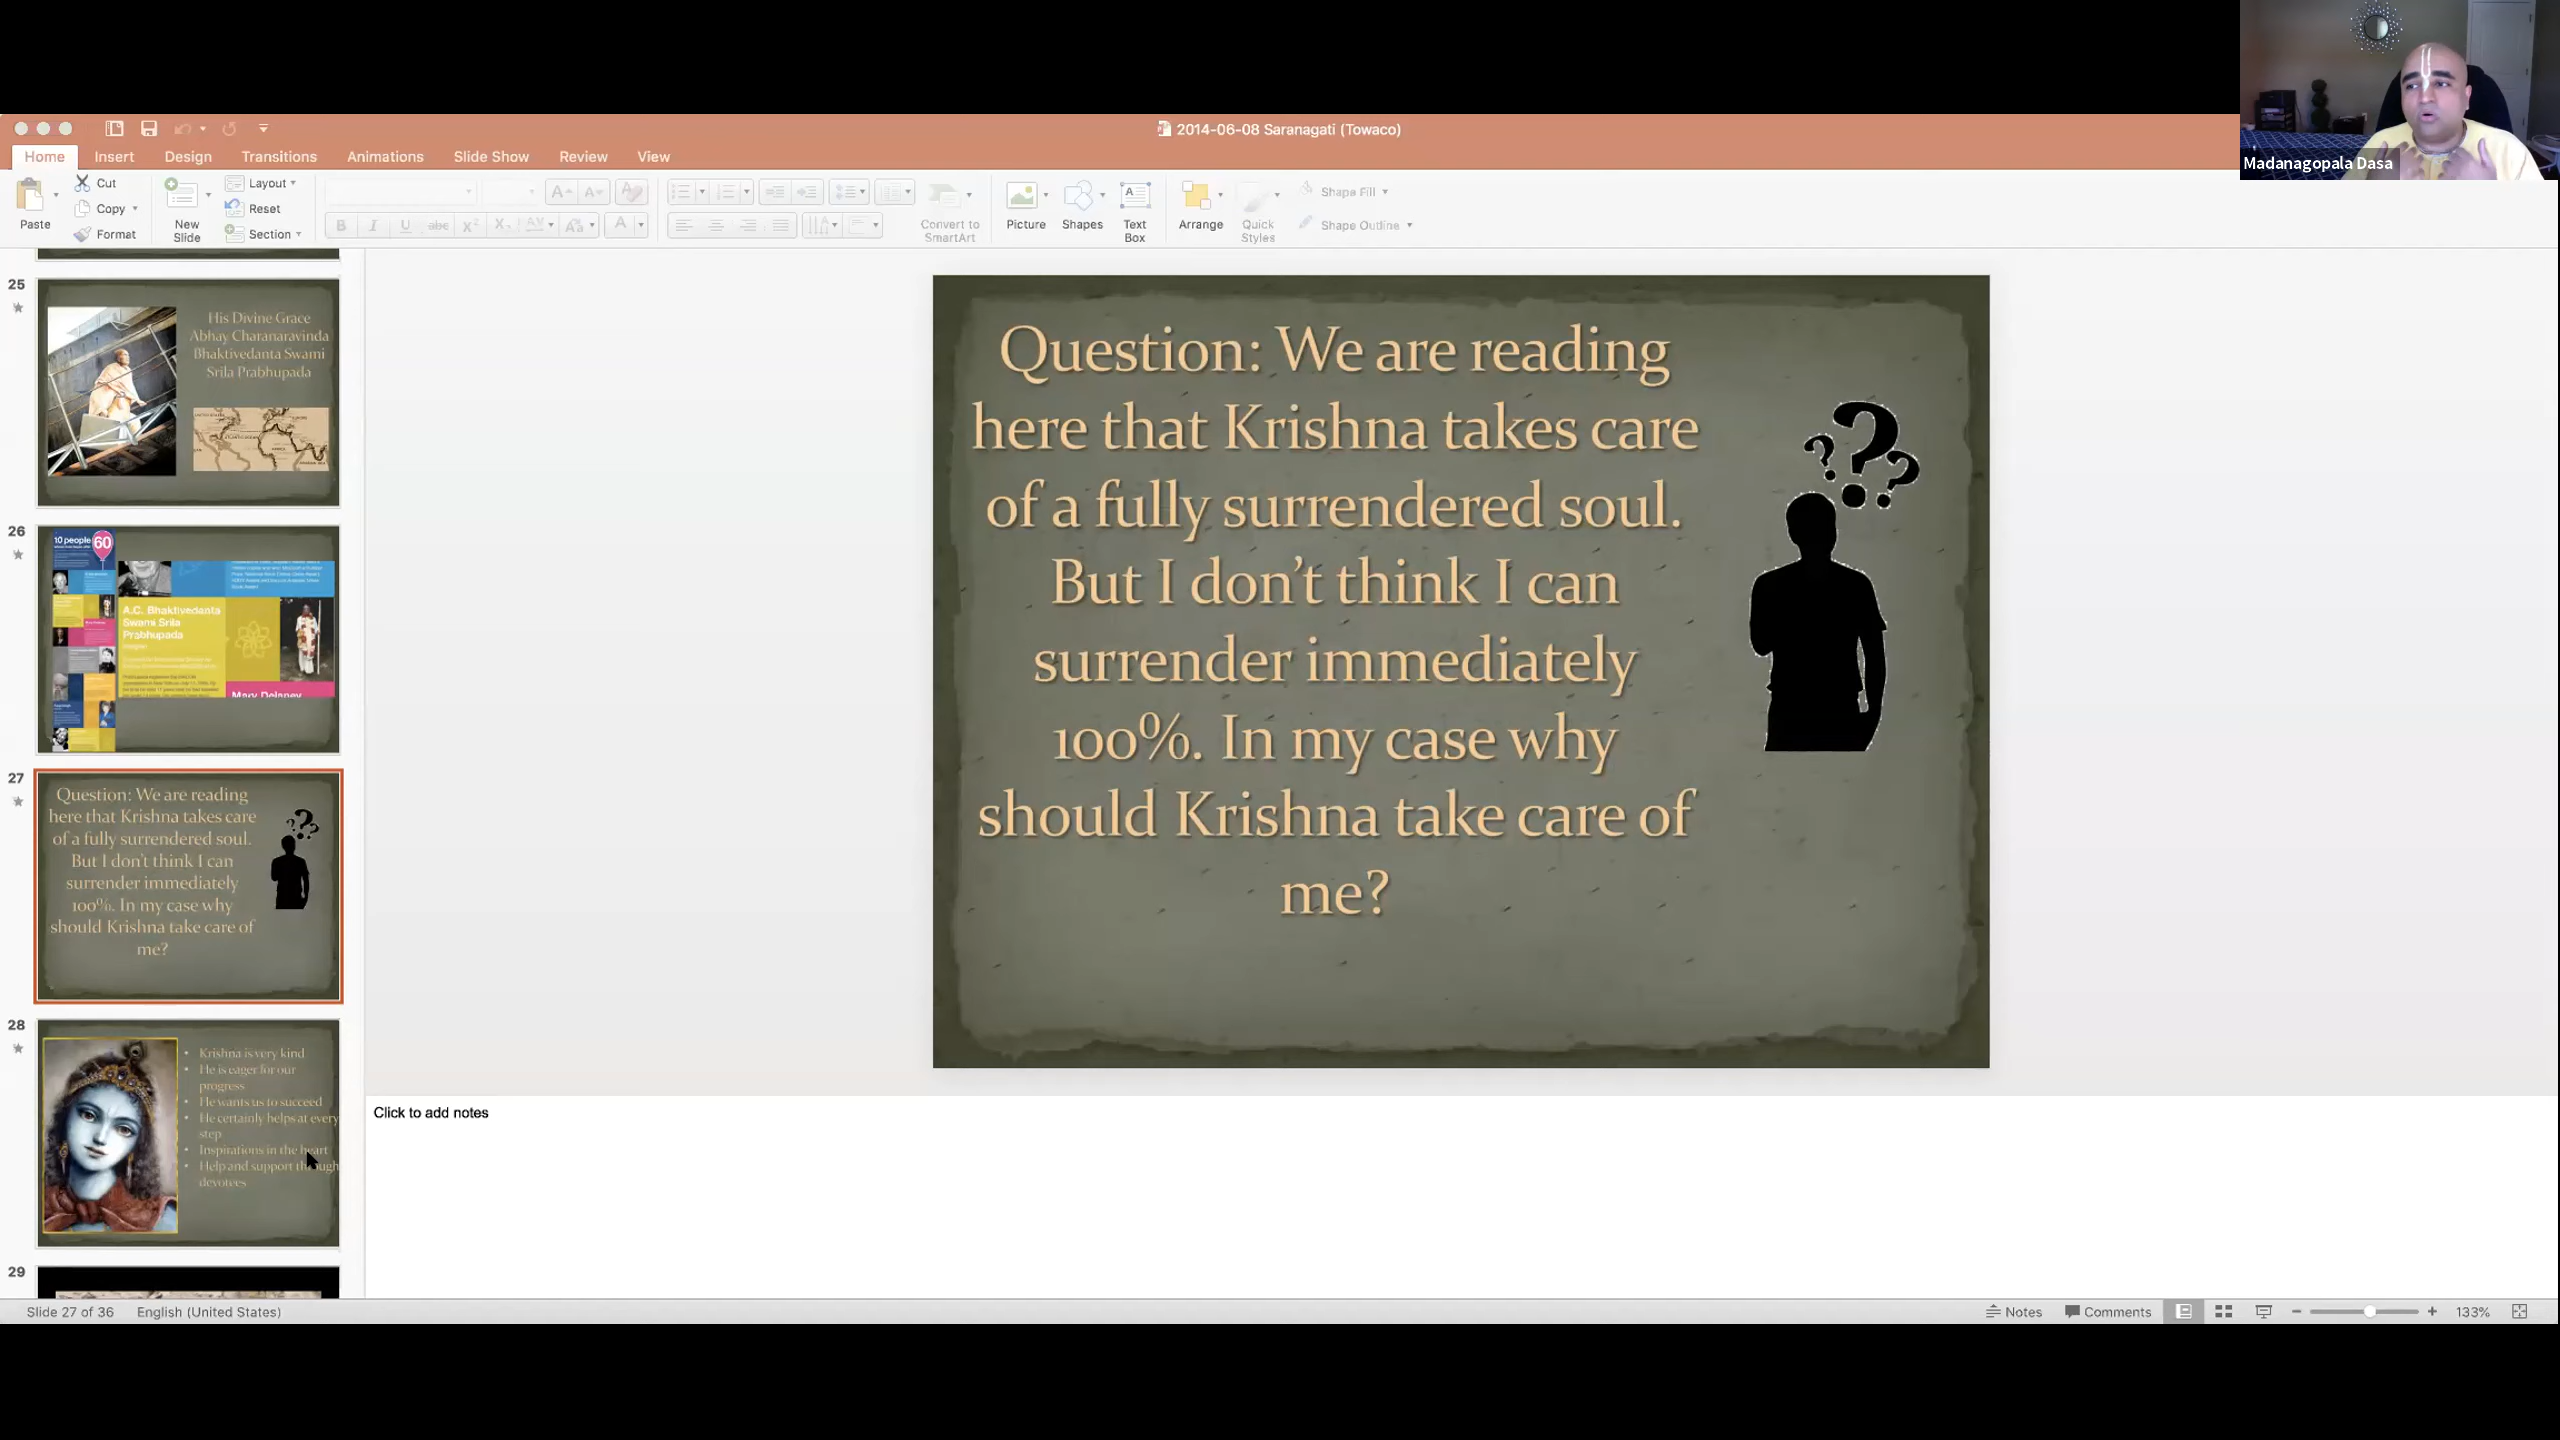 2014-06-08 Saranagati (Towaco)
Madanagopala Dasa
Home Insert Design Transitions Animations Slide Show Review View
Paste
Cut
Copy
Format
New Slide
Layout
Reset
Section
Convert to SmartArt
Picture
Shapes
Text Box
Arrange
Quick Styles
Shape Fill
Shape Outline
25
His Divine Grace
Abhay Charanaravinda
Bhaktivedanta Swami
Srila Prabhupada
26
10 people
60
A.C. Bhaktivedanta
Swami Srila
Prabhupada
Mary Delaney
27
Question: We are reading
here that Krishna takes care
of a fully surrendered soul.
But I don't think I can
surrender immediately
100%. In my case why
should Krishna take care of
me?
28
• Krishna is very kind
• He is eager for our
progress
• He wants us to succeed
• He certainly helps at every
step
• Inspirations in the heart
• Help and support through
devotees
29
Question: We are reading
here that Krishna takes care
of a fully surrendered soul.
But I don't think I can
surrender immediately
100%. In my case why
should Krishna take care of
me?
Click to add notes
Slide 27 of 36 English (United States)
Notes Comments 133%